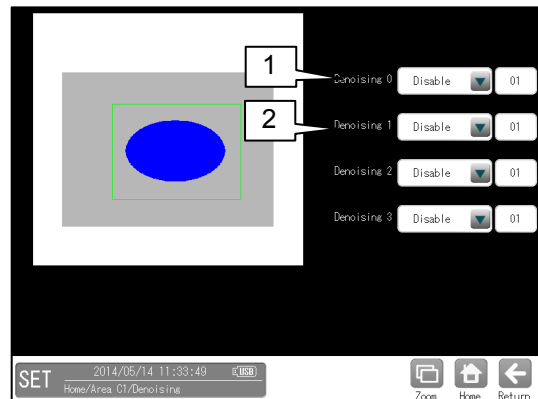 1
Denoising 0 Disable 01
2
Denoising 1 Disable 01
Denoising 2 Disable 01
Denoising 3 Disable 01
SET 2014/05/14 11:33:49 USB
Home/Area C1/Denoising
Zoom Home Return